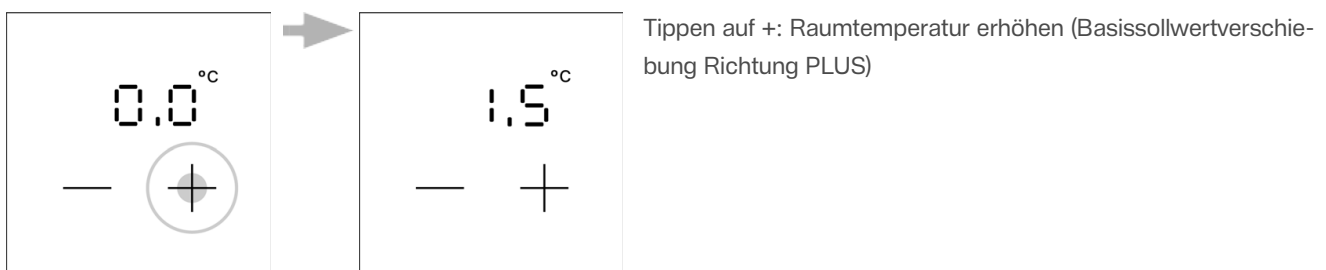 Tippen auf +: Raumtemperatur erhöhen (Basissollwertverschie-
bung Richtung PLUS)
0.0 °C
1.5 °C
— +
— +